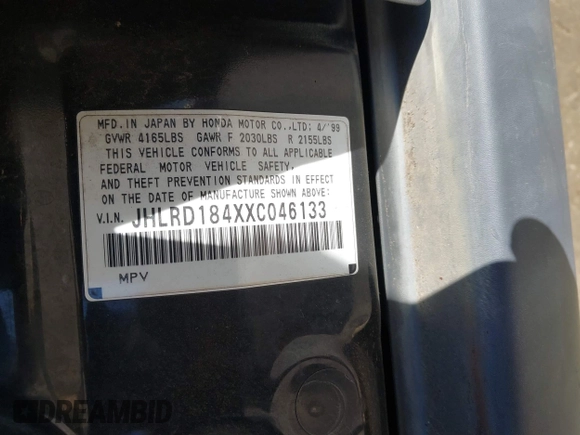 MFD.IN JAPAN BY HONDA MOTOR CO.,LTD; 4/'99
GVWR 4165LBS GAWR F 2030LBS R 2155LBS
THIS VEHICLE CONFORMS TO ALL APPLICABLE
FEDERAL MOTOR VEHICLE SAFETY,
AND THEFT PREVENTION STANDARDS IN EFFECT
ON THE DATE OF MANUFACTURE SHOWN ABOVE:
V.I.N. JHLRD184XXC046133
MPV
DREAMBID